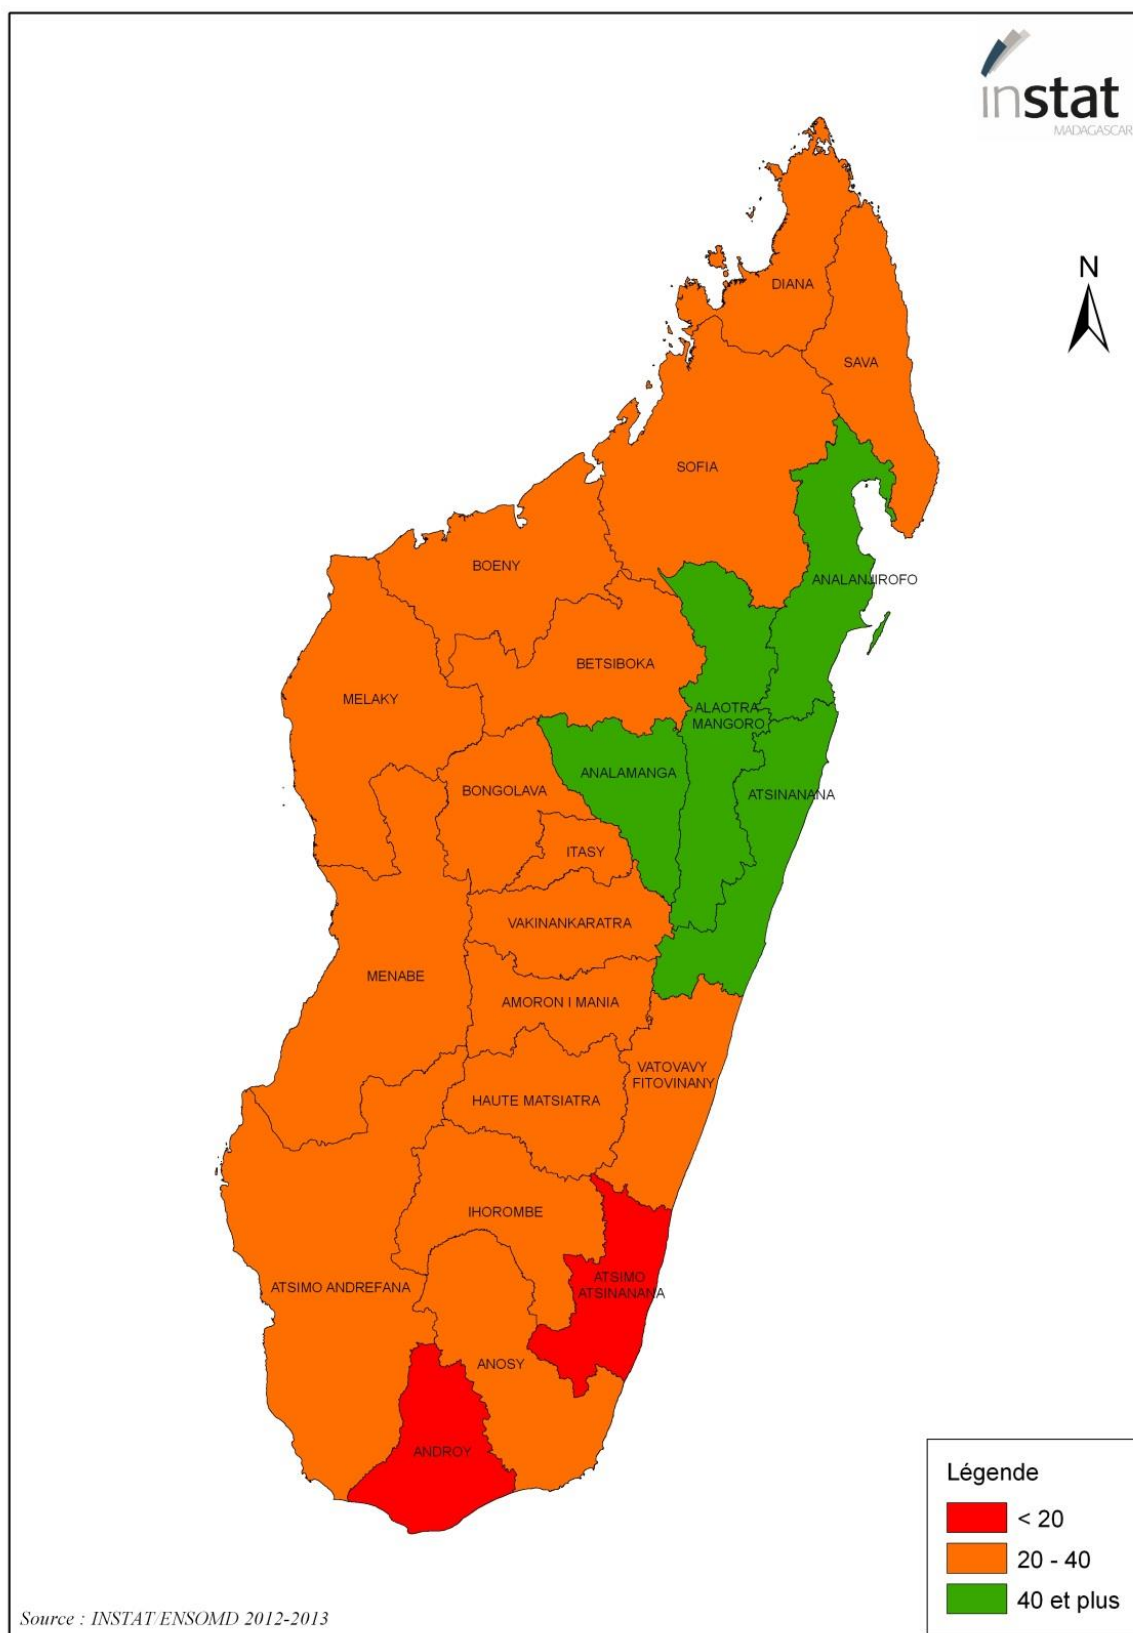 instat
MADAGASCAR
N
DIANA
SAVA
SOFIA
ANALANJIROFO
BOENY
BETSIBOKA
MELAKY
ALAOTRA
MANGORO
ANALAMANGA
BONGOLAVA
ATSINANANA
ITASY
VAKINANKARATRA
MENABE
AMORON I MANIA
VATOVAVY
FITOVINANY
HAUTE MATSIATRA
IHOROMBE
ATSIMO ANDREFANA
ATSIMO
ATSINANANA
ANOSY
ANDROY
Légende
< 20
20 - 40
40 et plus
Source : INSTAT/ENSOMD 2012-2013